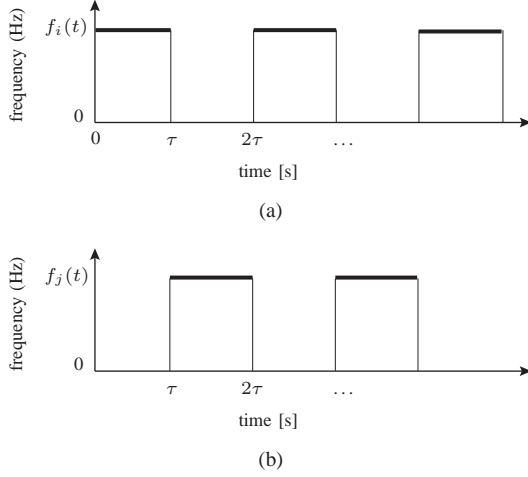 frequency (Hz)
f_i(t)
0
0 τ 2τ ...
time [s]
(a)
frequency (Hz)
f_j(t)
0
τ 2τ ...
time [s]
(b)